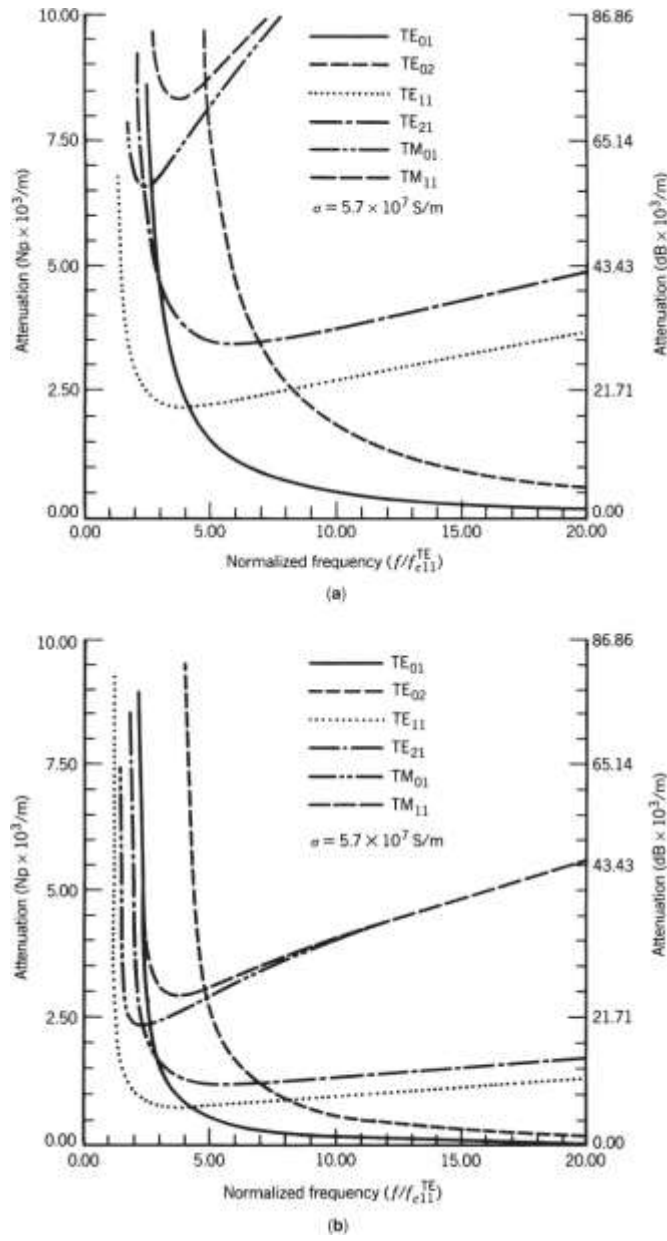 10.00
7.50
5.00
2.50
0.00
Attenuation (Np × 10³/m)
TE₀₁
TE₀₂
TE₁₁
TE₂₁
TM₀₁
TM₁₁
σ = 5.7 × 10⁷ S/m
86.86
65.14
43.43
21.71
0.00
Attenuation (dB × 10³/m)
0.00 5.00 10.00 15.00 20.00
Normalized frequency (f/f_{c11}^{TE})
(a)
10.00
7.50
5.00
2.50
0.00
Attenuation (Np × 10³/m)
TE₀₁
TE₀₂
TE₁₁
TE₂₁
TM₀₁
TM₁₁
σ = 5.7 × 10⁷ S/m
86.86
65.14
43.43
21.71
0.00
Attenuation (dB × 10³/m)
0.00 5.00 10.00 15.00 20.00
Normalized frequency (f/f_{c11}^{TE})
(b)